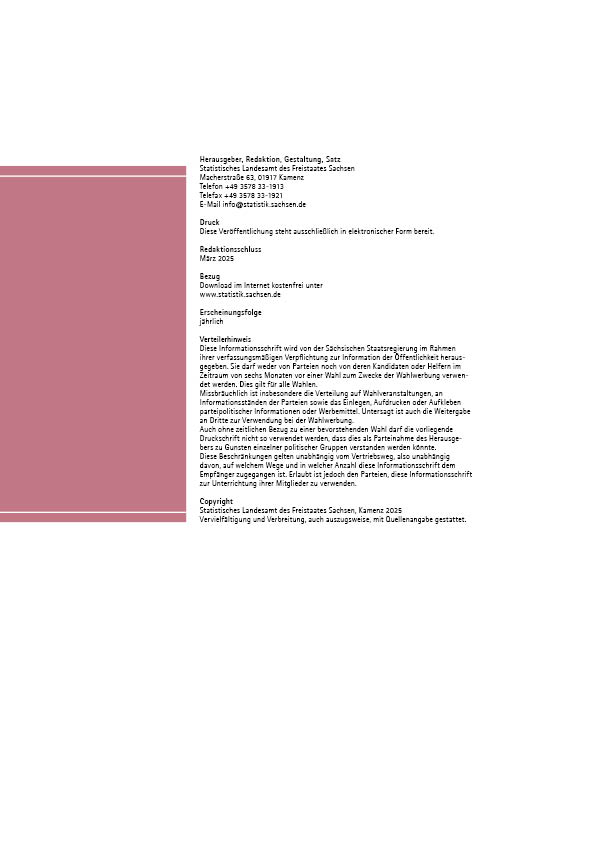 Herausgeber, Redaktion, Gestaltung, Satz
Statistisches Landesamt des Freistaates Sachsen
Macherstraße 63, 01917 Kamenz
Telefon +49 3578 33-1913
Telefax +49 3578 33-1921
E-Mail info@statistik.sachsen.de
Druck
Diese Veröffentlichung steht ausschließlich in elektronischer Form bereit.
Redaktionsschluss
März 2025
Bezug
Download im Internet kostenfrei unter
www.statistik.sachsen.de
Erscheinungsfolge
jährlich
Verteilerhinweis
Diese Informationsschrift wird von der Sächsischen Staatsregierung im Rahmen
ihrer verfassungsmäßigen Verpflichtung zur Information der Öffentlichkeit heraus-
gegeben. Sie darf weder von Parteien noch von deren Kandidaten oder Helfern im
Zeitraum von sechs Monaten vor einer Wahl zum Zwecke der Wahlwerbung verwen-
det werden. Dies gilt für alle Wahlen.
Missbräuchlich ist insbesondere die Verteilung auf Wahlveranstaltungen, an
Informationsständen der Parteien sowie das Einlegen, Aufdrucken oder Aufkleben
parteipolitischer Informationen oder Werbemittel. Untersagt ist auch die Weitergabe
an Dritte zur Verwendung bei der Wahlwerbung.
Auch ohne zeitlichen Bezug zu einer bevorstehenden Wahl darf die vorliegende
Druckschrift nicht so verwendet werden, dass dies als Parteinahme des Herausge-
bers zu Gunsten einzelner politischer Gruppen verstanden werden könnte.
Diese Beschränkungen gelten unabhängig vom Vertriebsweg, also unabhängig
davon, auf welchem Wege und in welcher Anzahl diese Informationsschrift dem
Empfänger zugegangen ist. Erlaubt ist jedoch den Parteien, diese Informationsschrift
zur Unterrichtung ihrer Mitglieder zu verwenden.
Copyright
Statistisches Landesamt des Freistaates Sachsen, Kamenz 2025
Vervielfältigung und Verbreitung, auch auszugsweise, mit Quellenangabe gestattet.